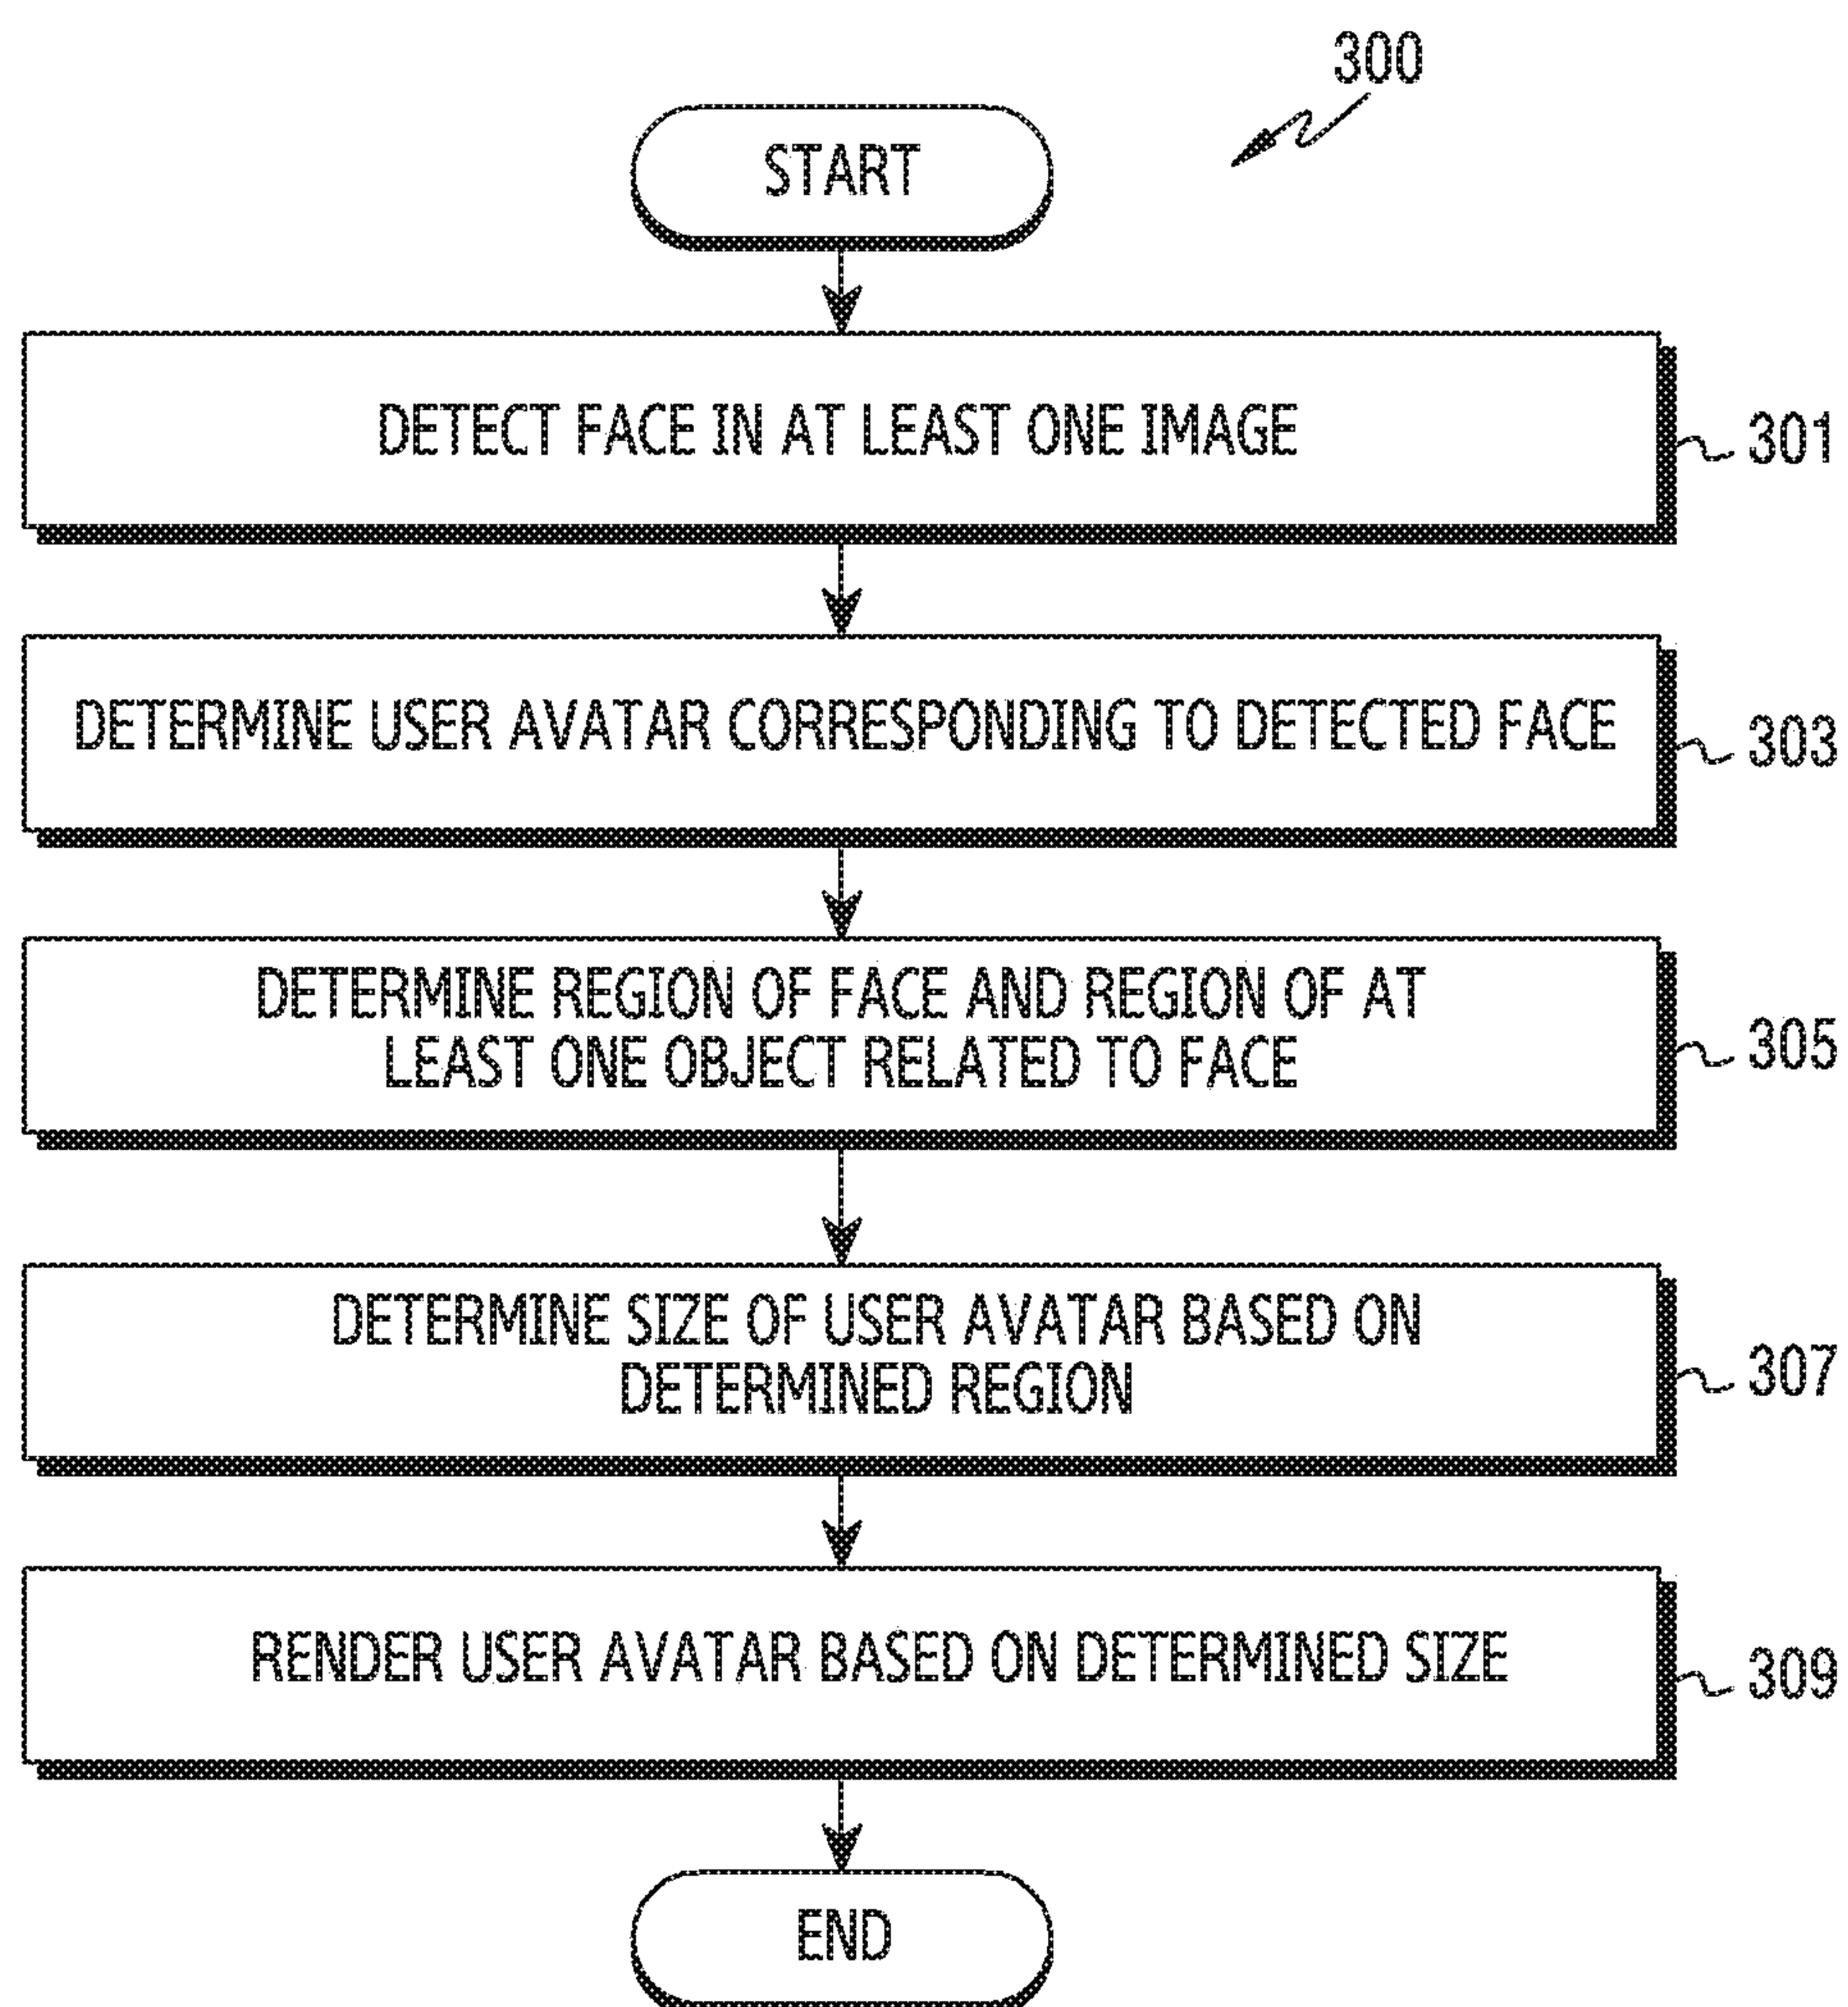 300
START
DETECT FACE IN AT LEAST ONE IMAGE
301
DETERMINE USER AVATAR CORRESPONDING TO DETECTED FACE
303
DETERMINE REGION OF FACE AND REGION OF AT
LEAST ONE OBJECT RELATED TO FACE
305
DETERMINE SIZE OF USER AVATAR BASED ON
DETERMINED REGION
307
RENDER USER AVATAR BASED ON DETERMINED SIZE
309
END